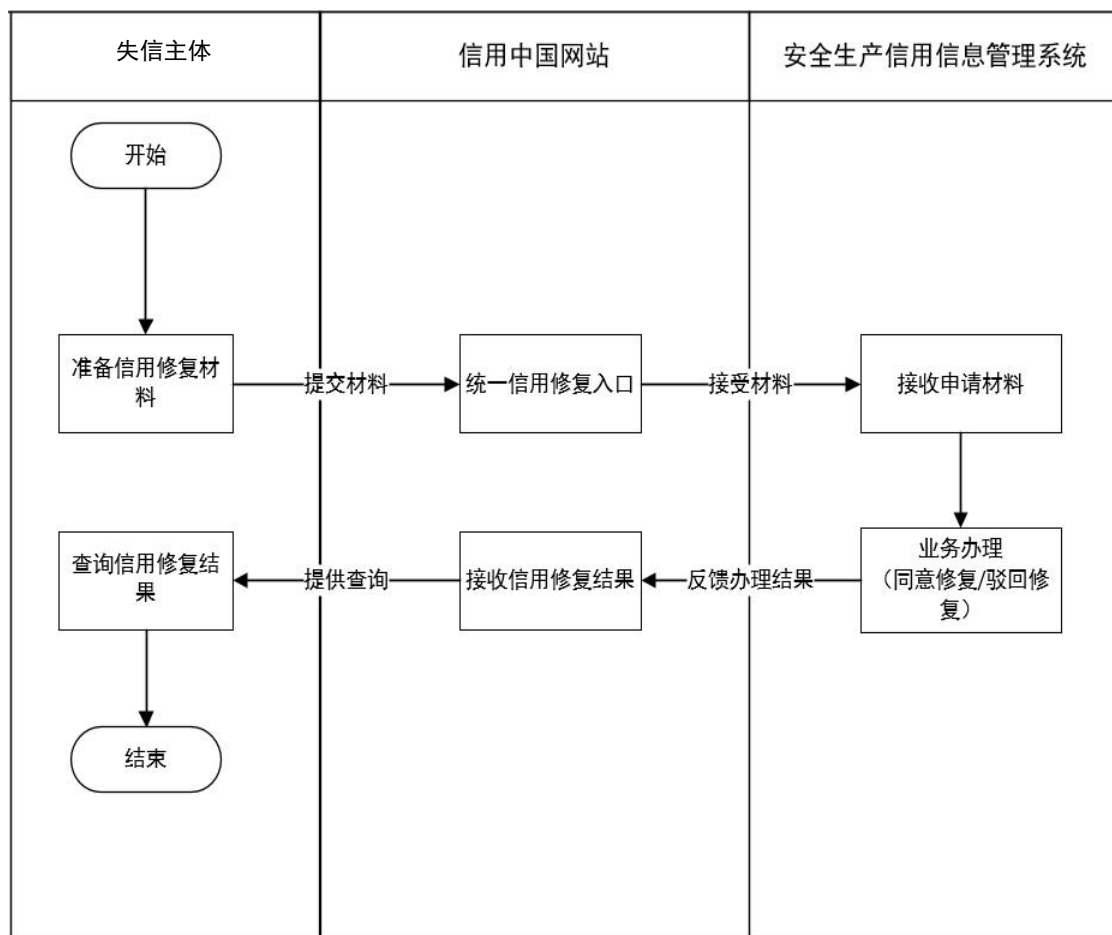 失信主体
信用中国网站
安全生产信用信息管理系统
开始
准备信用修复材
料
提交材料
统一信用修复入口
接受材料
接收申请材料
业务办理
（同意修复/驳回修
复）
反馈办理结果
接收信用修复结果
提供查询
查询信用修复结
果
结束